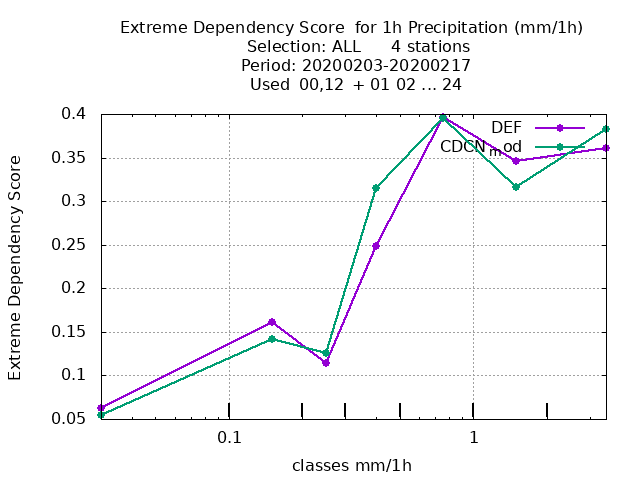 Extreme Dependency Score  for 1h Precipitation (mm/1h)
Selection: ALL      4 stations
Period: 20200203-20200217
Used  00,12  + 01 02 ... 24
Extreme Dependency Score
0.4
0.35
0.3
0.25
0.2
0.15
0.1
0.05
DEF
CDCNmod
0.1
1
classes mm/1h